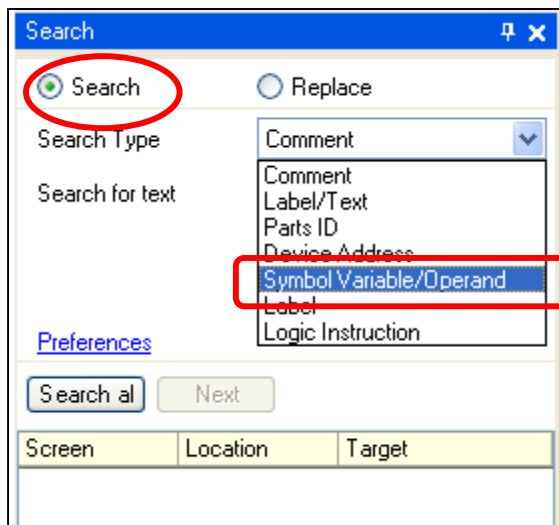 Search
Search Replace
Search Type Comment
Comment
Search for text Label/Text
Parts ID
Device Address
Symbol Variable/Operand
Label
Logic Instruction
Preferences
Search al Next
Screen Location Target